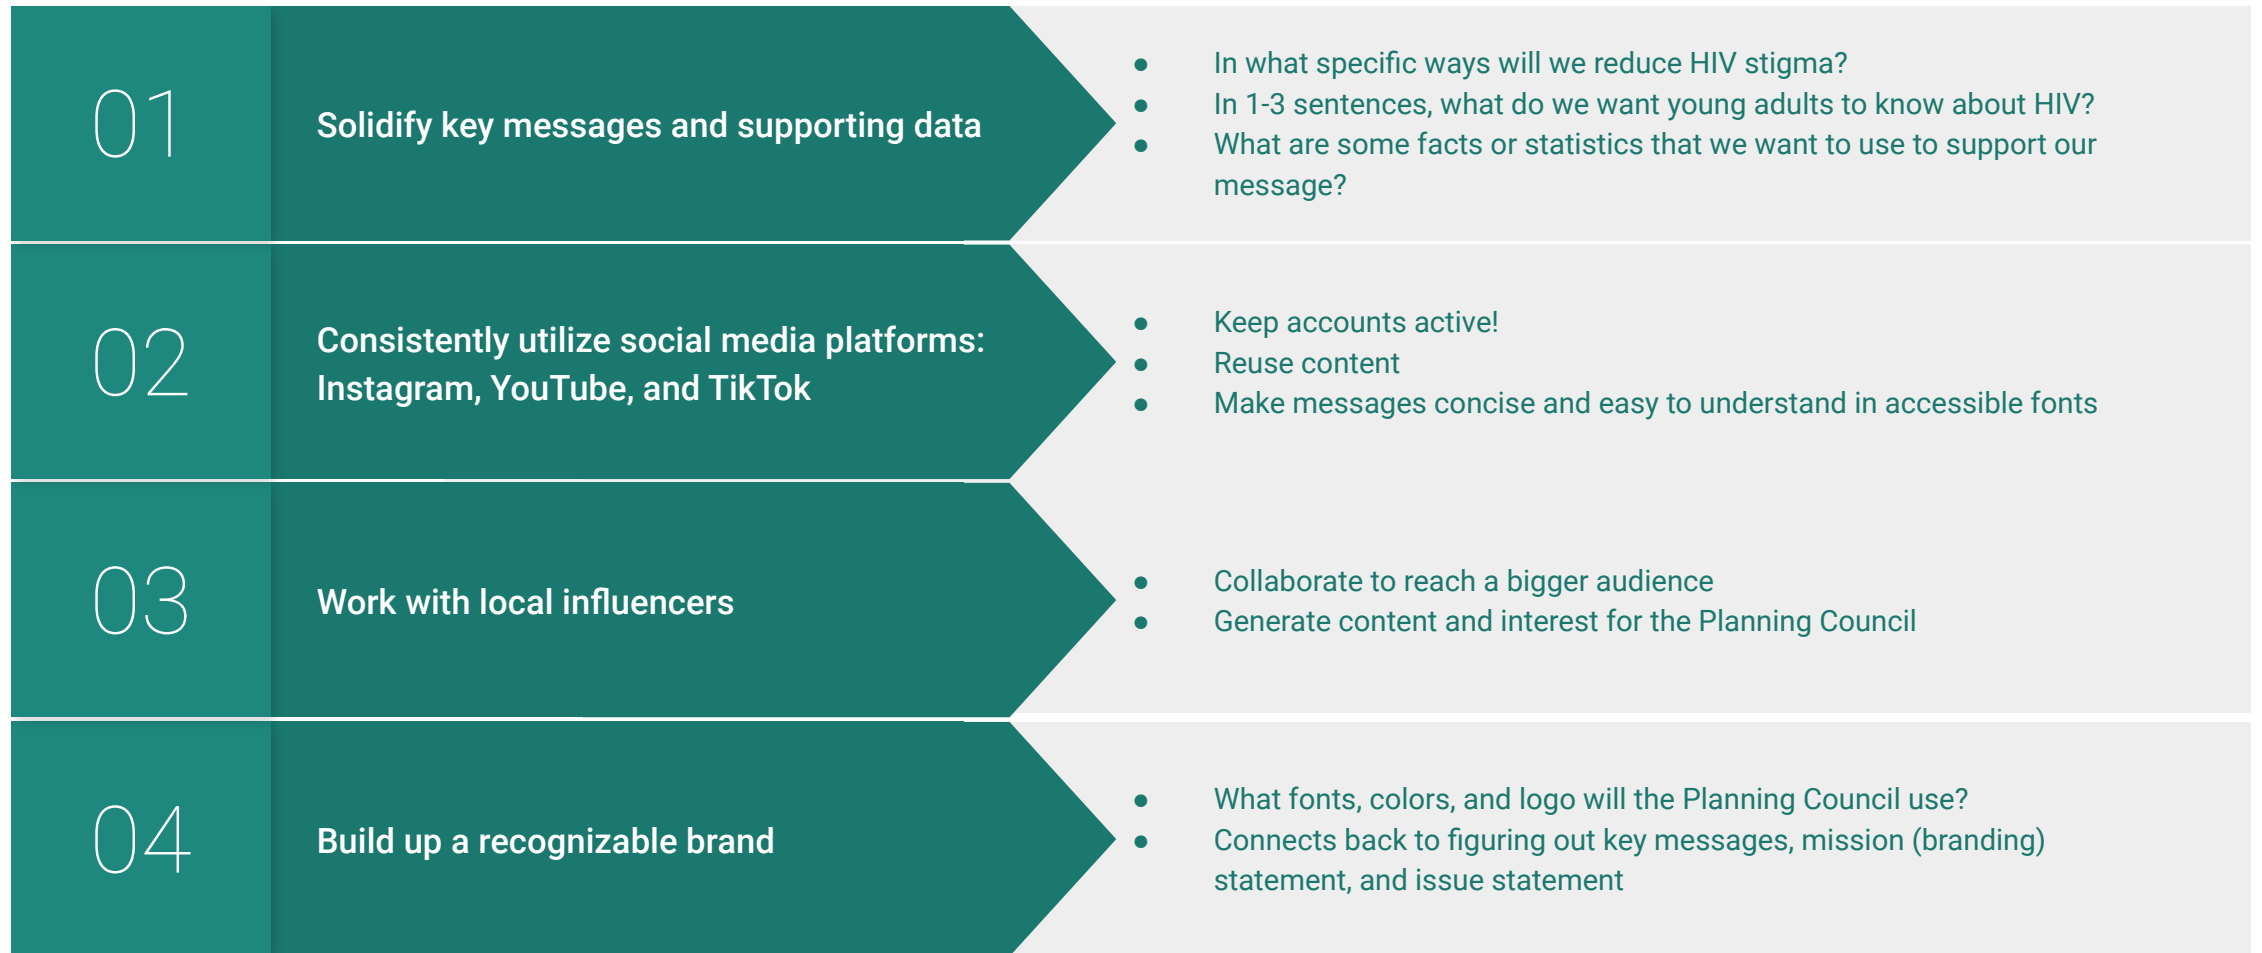 01
Solidify key messages and supporting data
● In what specific ways will we reduce HIV stigma?
● In 1-3 sentences, what do we want young adults to know about HIV?
● What are some facts or statistics that we want to use to support our
message?
02
Consistently utilize social media platforms:
Instagram, YouTube, and TikTok
● Keep accounts active!
● Reuse content
● Make messages concise and easy to understand in accessible fonts
03
Work with local influencers
● Collaborate to reach a bigger audience
● Generate content and interest for the Planning Council
04
Build up a recognizable brand
● What fonts, colors, and logo will the Planning Council use?
● Connects back to figuring out key messages, mission (branding)
statement, and issue statement